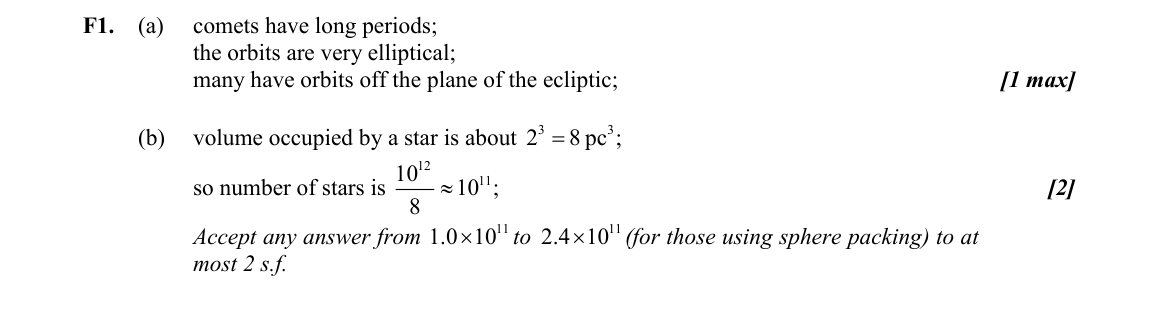 F1. (a) comets have long periods;
the orbits are very elliptical;
many have orbits off the plane of the ecliptic; [1 max]
(b) volume occupied by a star is about 2³ = 8 pc³;
so number of stars is 10¹²/8 ≈ 10¹¹; [2]
Accept any answer from 1.0×10¹¹ to 2.4×10¹¹ (for those using sphere packing) to at
most 2 s.f.